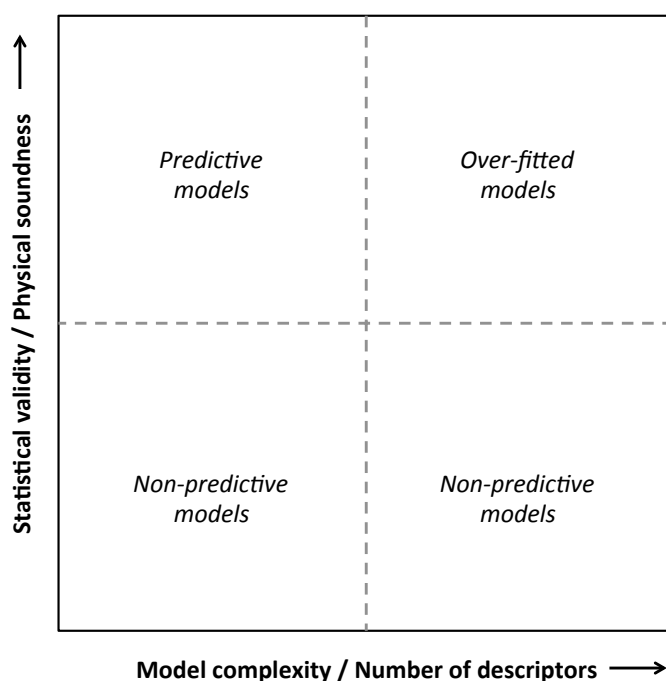 Statistical validity / Physical soundness
Predictive
models
Over-fitted
models
Non-predictive
models
Non-predictive
models
Model complexity / Number of descriptors